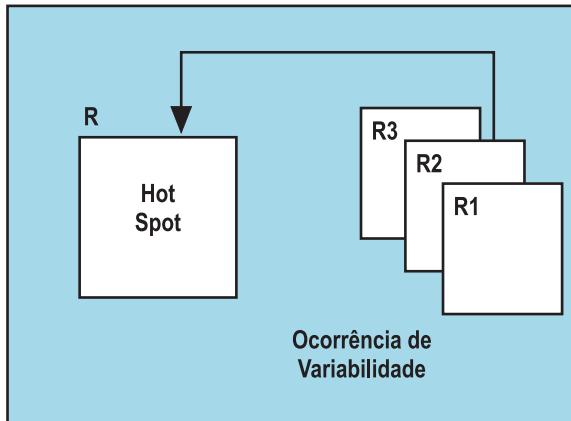 R
Hot
Spot
R3
R2
R1
Ocorrência de
Variabilidade